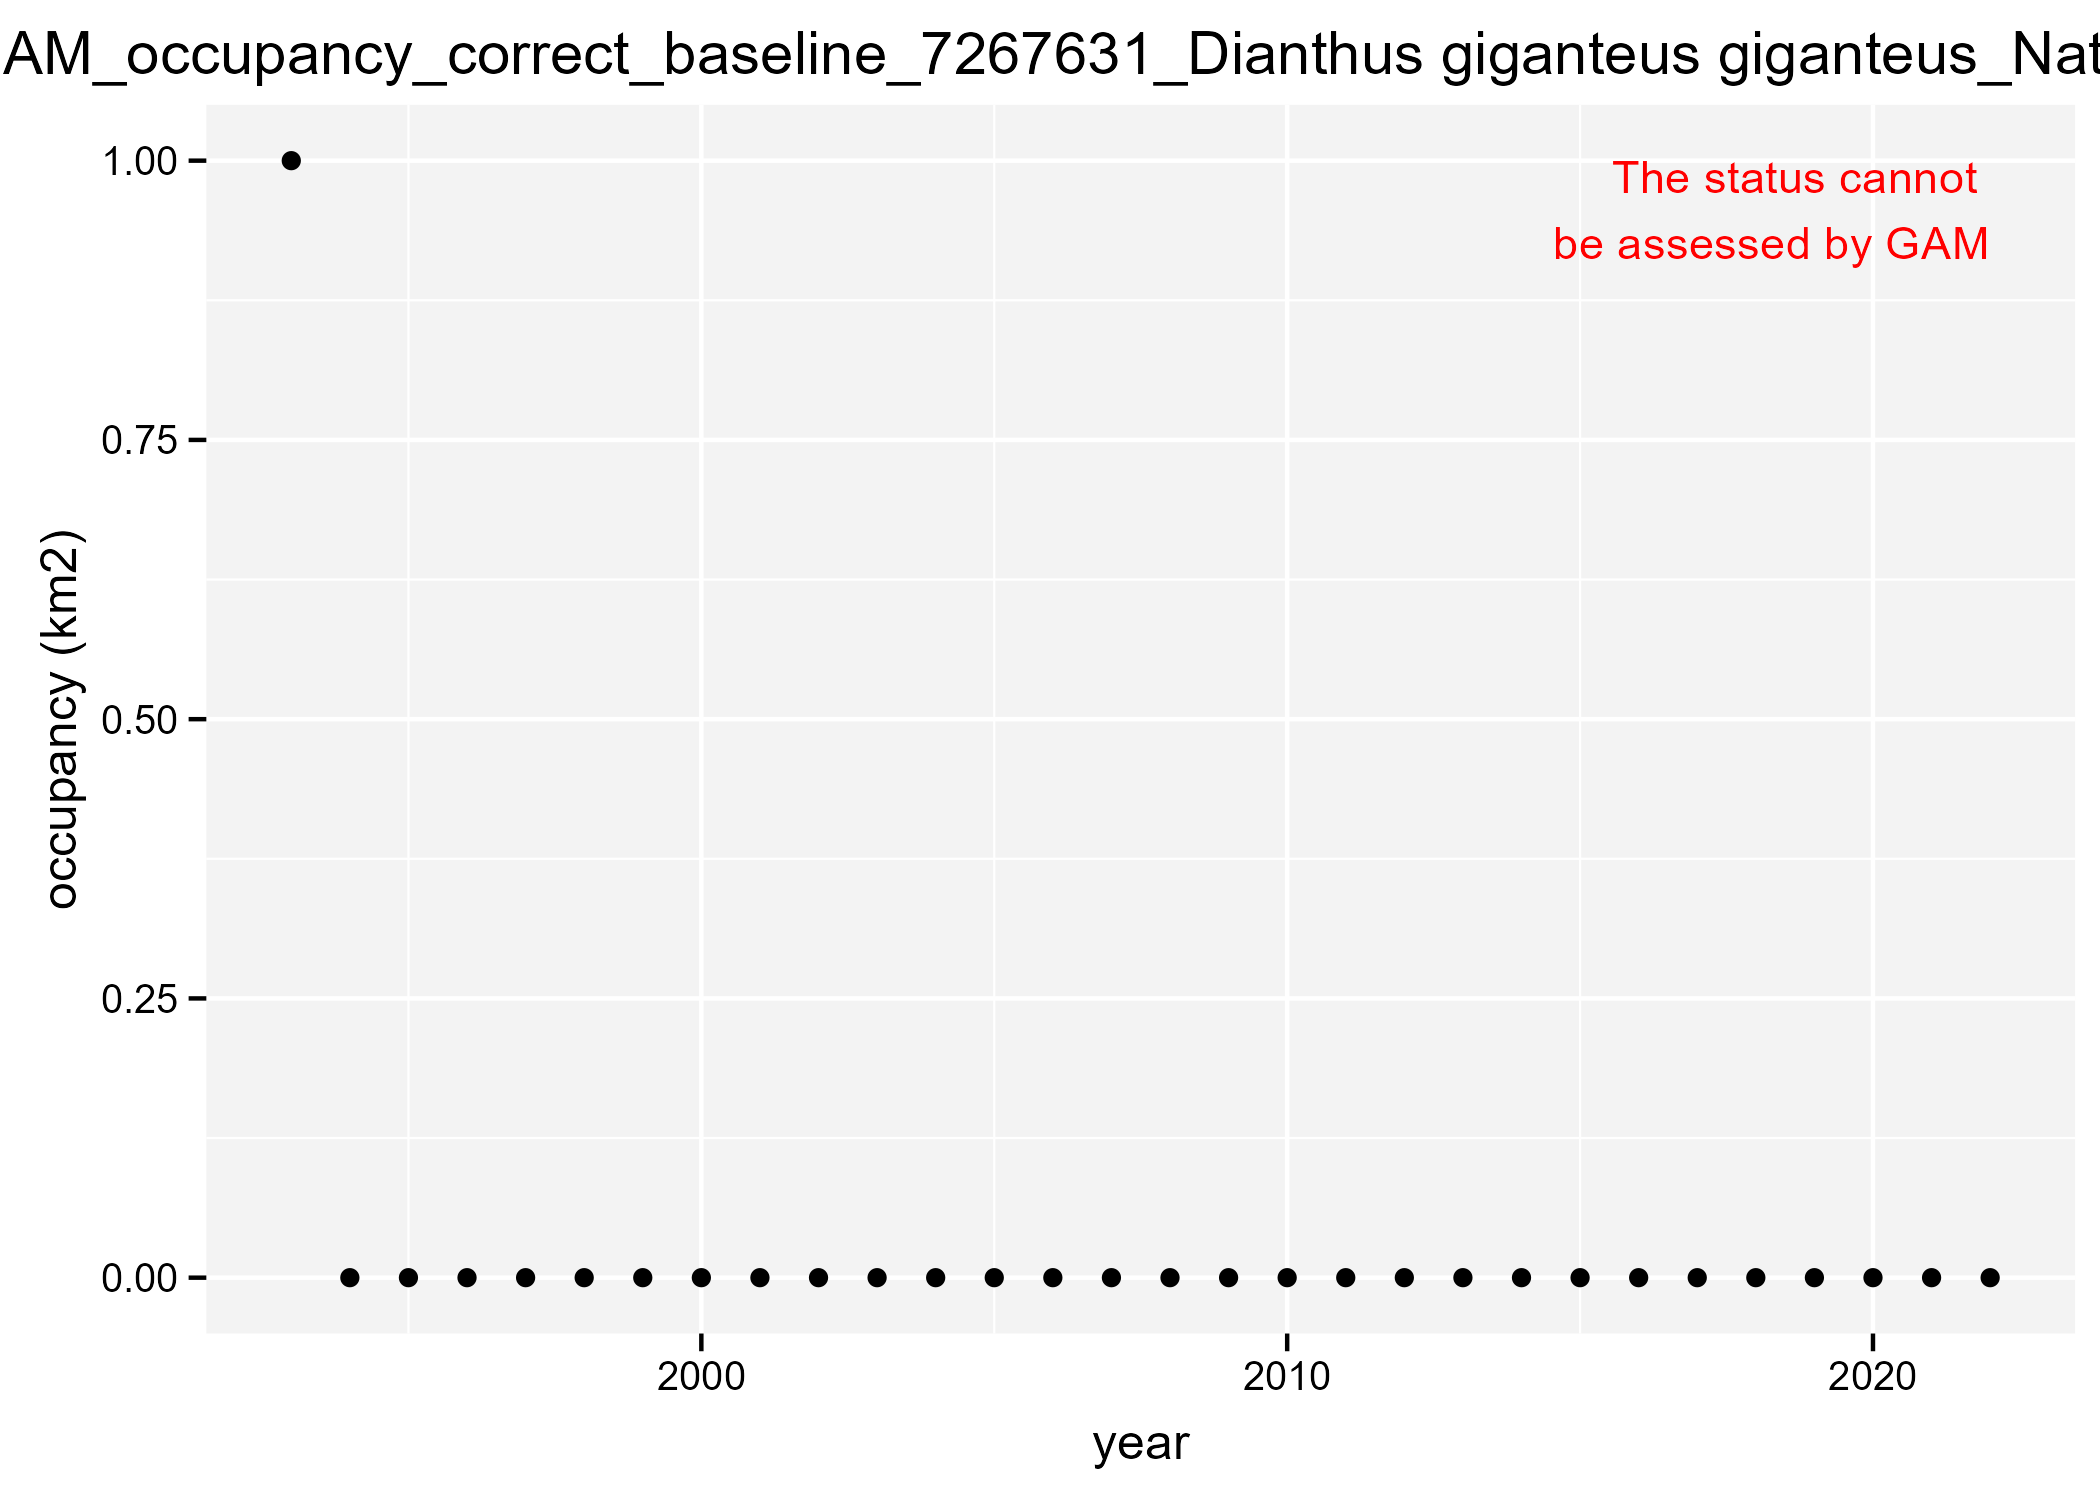 AM_occupancy_correct_baseline_7267631_Dianthus giganteus giganteus_Nat
The status cannot
be assessed by GAM
1.00
0.75
0.50
0.25
0.00
occupancy (km2)
2000 2010 2020
year